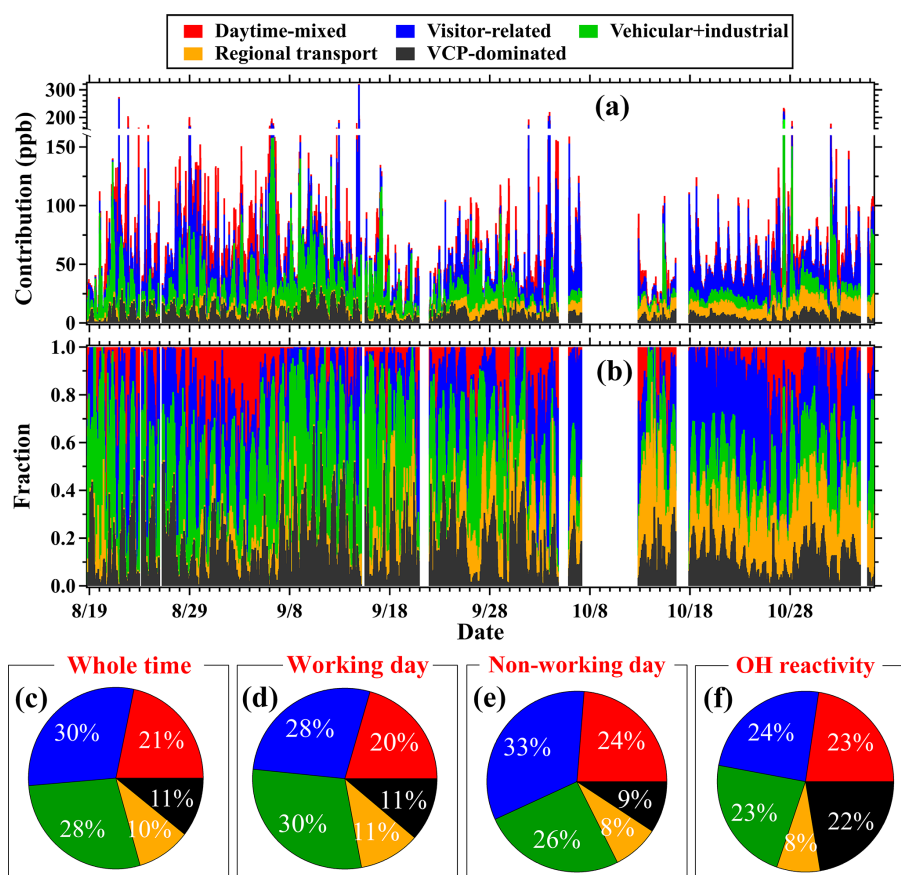 Daytime-mixed Visitor-related Vehicular+industrial
Regional transport VCP-dominated
(a)
Contribution (ppb)
300
200
150
100
50
0
(b)
Fraction
1.0
0.8
0.6
0.4
0.2
0.0
8/19 8/29 9/8 9/18 9/28 10/8 10/18 10/28
Date
Whole time Working day Non-working day OH reactivity
(c) (d) (e) (f)
30% 21% 28% 20% 33% 24% 24% 23%
11% 11% 9% 22%
28% 10% 30% 11% 26% 8% 23% 8%